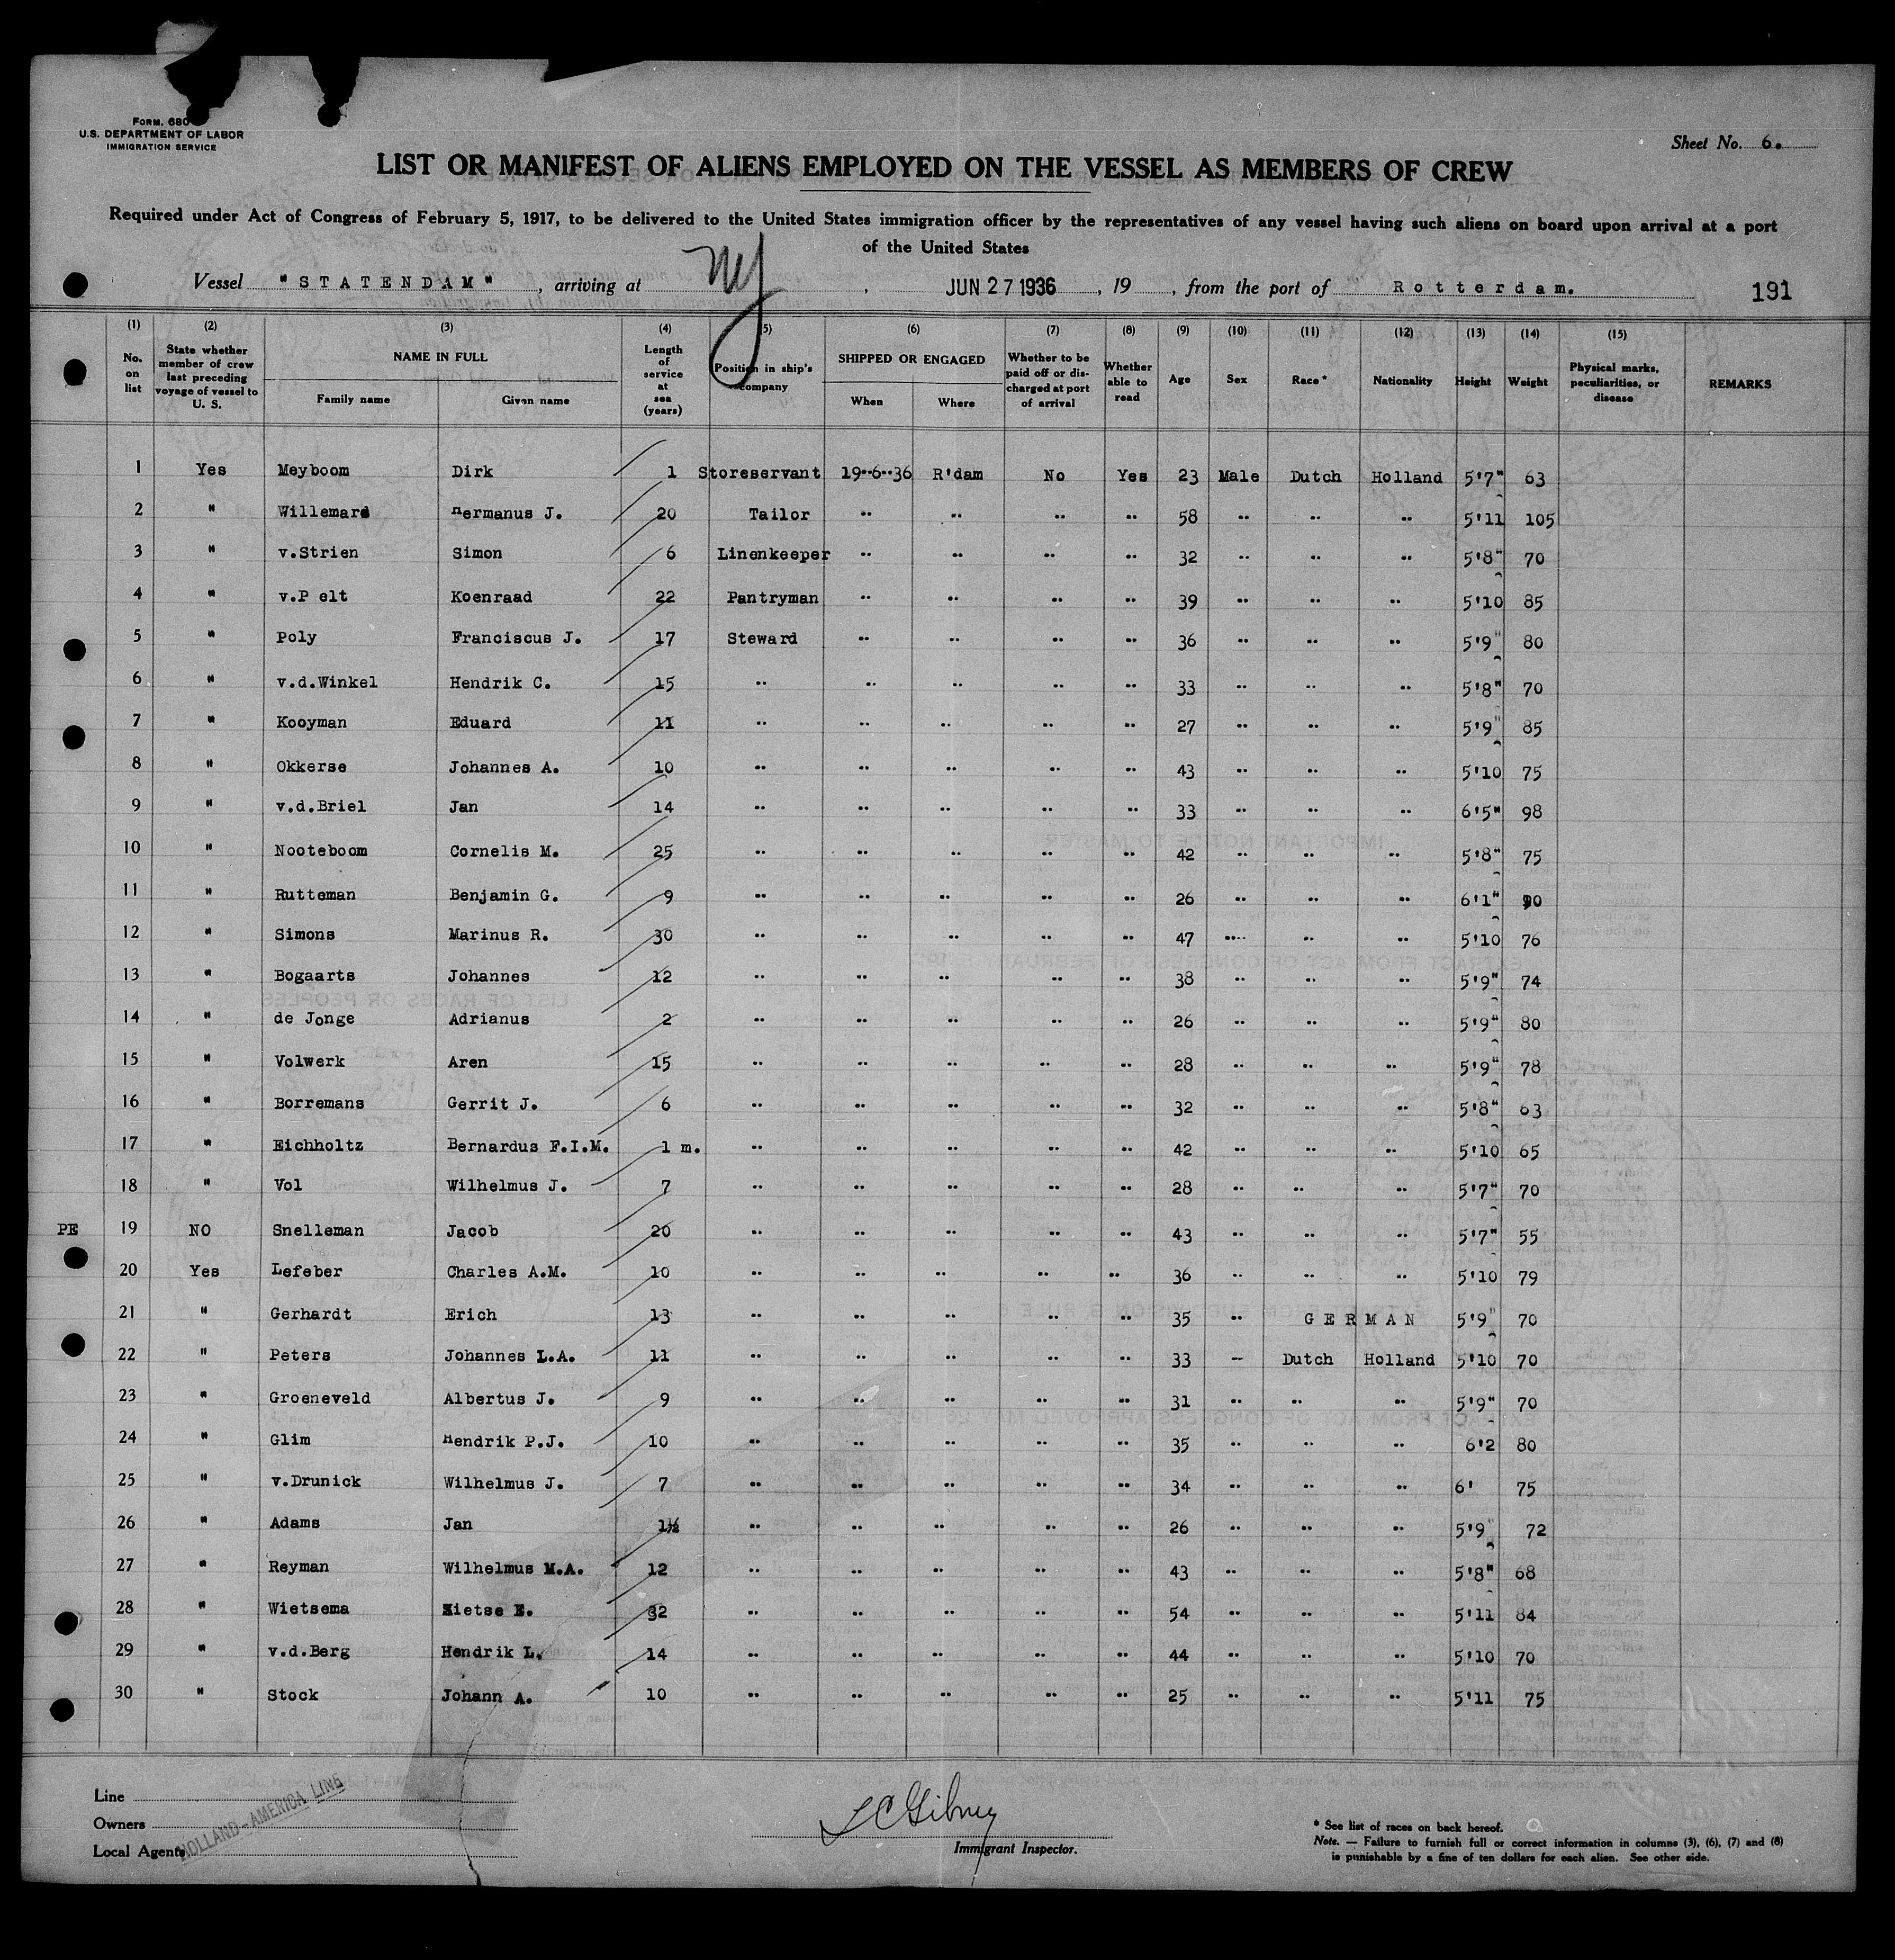 Form. 680
U.S. DEPARTMENT OF LABOR
IMMIGRATION SERVICE
Sheet No. 6.
LIST OR MANIFEST OF ALIENS EMPLOYED ON THE VESSEL AS MEMBERS OF CREW
Required under Act of Congress of February 5, 1917, to be delivered to the United States immigration officer by the representatives of any vessel having such aliens on board upon arrival at a port
of the United States
Vessel "STATENDAM", arriving at NY, JUN 27 1936, 19 , from the port of Rotterdam. 191
(1) (2) (3) (4) (5) (6) (7) (8) (9) (10) (11) (12) (13) (14) (15)
No. on list | State whether member of crew last preceding voyage of vessel to U. S. | NAME IN FULL Family name Given name | Length of service at sea (years) | Position in ship's company | SHIPPED OR ENGAGED When Where | Whether to be paid off or discharged at port of arrival | Whether able to read | Age | Sex | Race * | Nationality | Height | Weight | Physical marks, peculiarities, or disease | REMARKS
1 Yes Meyboom Dirk 1 Storeservant 19-6-36 R'dam No Yes 23 Male Dutch Holland 5'7" 63
2 " Willemard Hermanus J. 20 Tailor " " " " 58 " " " 5'11 105
3 " v.Strien Simon 6 Linenkeeper " " " " 32 " " " 5'8" 70
4 " v.P elt Koenraad 22 Pantryman " " " " 39 " " " 5'10 85
5 " Poly Franciscus J. 17 Steward " " " " 36 " " " 5'9" 80
6 " v.d.Winkel Hendrik C. 15 " " " " " 33 " " " 5'8" 70
7 " Kooyman Eduard 11 " " " " " 27 " " " 5'9" 85
8 " Okkerse Johannes A. 10 " " " " " 43 " " " 5'10 75
9 " v.d.Briel Jan 14 " " " " " 33 " " " 6'5" 98
10 " Nooteboom Cornelis M. 25 " " " " " 42 " " " 5'8" 75
11 " Rutteman Benjamin G. 9 " " " " " 26 " " " 6'1" 90
12 " Simons Marinus R. 30 " " " " " 47 " " " 5'10 76
13 " Bogaarts Johannes 12 " " " " " 38 " " " 5'9" 74
14 " de Jonge Adrianus 2 " " " " " 26 " " " 5'9" 80
15 " Volwerk Aren 15 " " " " " 28 " " " 5'9" 78
16 " Borremans Gerrit J. 6 " " " " " 32 " " " 5'8" 63
17 " Eichholtz Bernardus F.I.M. 1 m. " " " " " 42 " " " 5'10 65
18 " Vol Wilhelmus J. 7 " " " " " 28 " " " 5'7" 70
PE 19 NO Snelleman Jacob 20 " " " " " 43 " " " 5'7" 55
20 Yes Lefeber Charles A.M. 10 " " " " " 36 " " " 5'10 79
21 " Gerhardt Erich 13 " " " " " 35 " GERMAN 5'9" 70
22 " Peters Johannes L.A. 11 " " " " " 33 - Dutch Holland 5'10 70
23 " Groeneveld Albertus J. 9 " " " " " 31 " " " 5'9" 70
24 " Glim Hendrik P.J. 10 " " " " " 35 " " " 6'2 80
25 " v.Drunick Wilhelmus J. 7 " " " " " 34 " " " 6' 75
26 " Adams Jan 1½ " " " " " 26 " " " 5'9" 72
27 " Reyman Wilhelmus M.A. 12 " " " " " 43 " " " 5'8" 68
28 " Wietsema Zietse E. 32 " " " " " 54 " " " 5'11 84
29 " v.d.Berg Hendrik L. 14 " " " " " 44 " " " 5'10 70
30 " Stock Johann A. 10 " " " " " 25 " " " 5'11 75
Line
Owners
Local Agents
HOLLAND-AMERICA LINE
L C Gibney
Immigrant Inspector.
* See list of races on back hereof.
Note. — Failure to furnish full or correct information in columns (3), (6), (7) and (8)
is punishable by a fine of ten dollars for each alien. See other side.